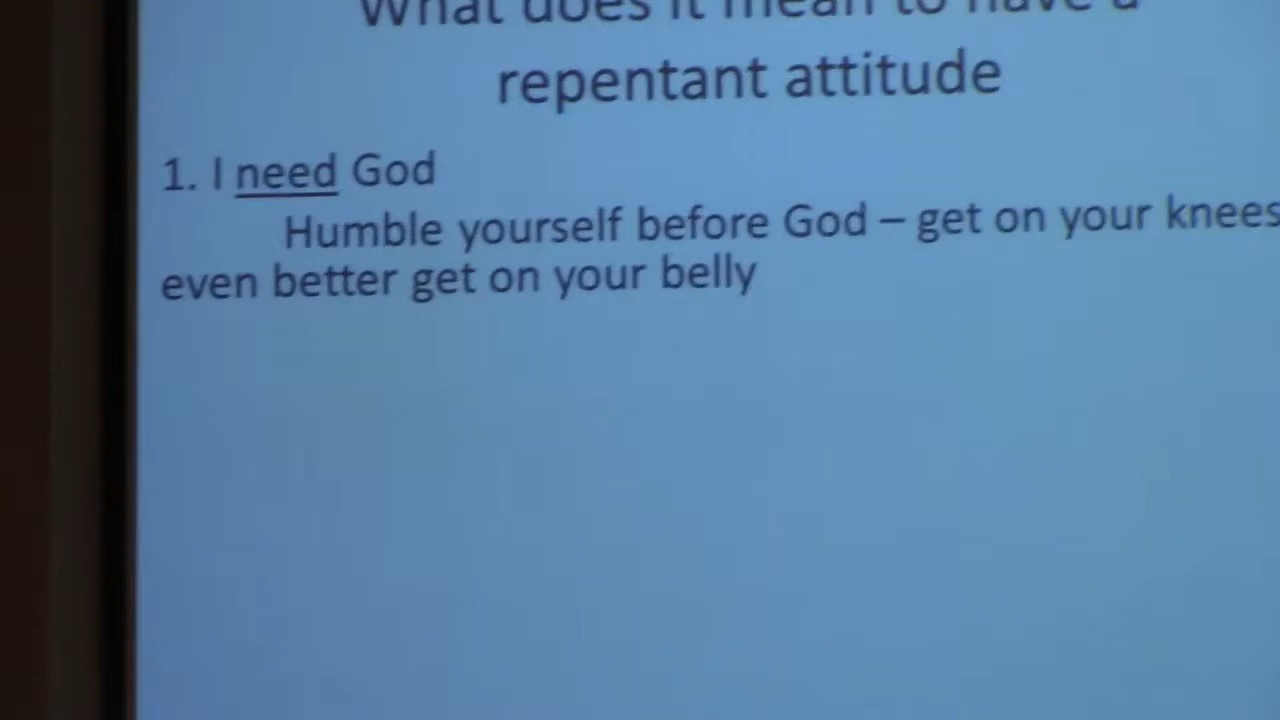 What does it mean to have a
repentant attitude
1. I need God
Humble yourself before God – get on your knees
even better get on your belly